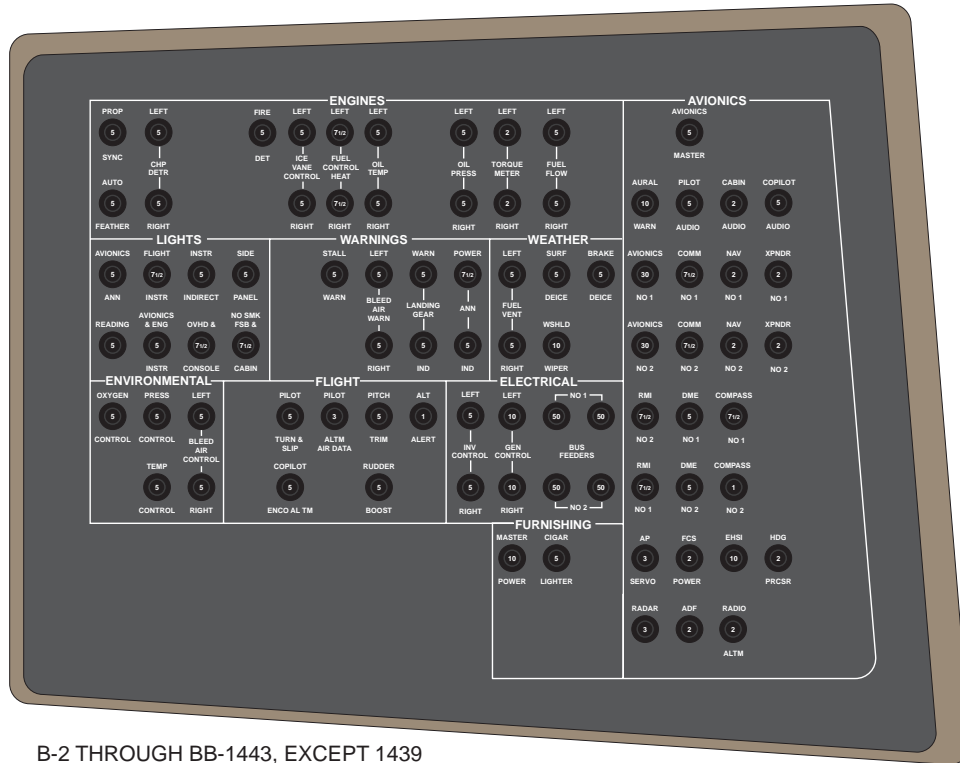 ENGINES
PROP LEFT FIRE LEFT LEFT LEFT LEFT LEFT LEFT
5 5 5 5 71/2 5 5 2 5
SYNC CHP DETR DET ICE VANE CONTROL FUEL CONTROL HEAT OIL TEMP OIL PRESS TORQUE METER FUEL FLOW
AUTO
5 5 5 71/2 5 5 2 5
FEATHER RIGHT RIGHT RIGHT RIGHT RIGHT RIGHT RIGHT
LIGHTS
AVIONICS FLIGHT INSTR SIDE
5 71/2 5 5
ANN INSTR INDIRECT PANEL
READING AVIONICS & ENG OVHD & NO SMK FSB &
5 5 71/2 71/2
INSTR CONSOLE CABIN
WARNINGS
STALL LEFT WARN POWER
5 5 5 71/2
WARN BLEED AIR WARN LANDING GEAR ANN
5 5 5
RIGHT IND IND
WEATHER
LEFT SURF BRAKE
5 5 5
FUEL VENT DEICE DEICE
WSHLD
5 10
RIGHT WIPER
ENVIRONMENTAL
OXYGEN PRESS LEFT
5 5 5
CONTROL CONTROL BLEED AIR CONTROL
TEMP
5 5
CONTROL RIGHT
FLIGHT
PILOT PILOT PITCH ALT
5 3 5 1
TURN & SLIP ALTM AIR DATA TRIM ALERT
COPILOT RUDDER
5 5
ENCO AL TM BOOST
ELECTRICAL
LEFT LEFT NO 1
5 10 50 50
INV CONTROL GEN CONTROL BUS FEEDERS
5 10 50 50
RIGHT RIGHT NO 2
FURNISHING
MASTER CIGAR
10 5
POWER LIGHTER
AVIONICS
AVIONICS
5
MASTER
AURAL PILOT CABIN COPILOT
10 5 2 5
WARN AUDIO AUDIO AUDIO
AVIONICS COMM NAV XPNDR
30 71/2 2 2
NO 1 NO 1 NO 1 NO 1
AVIONICS COMM NAV XPNDR
30 71/2 2 2
NO 2 NO 2 NO 2 NO 2
RMI DME COMPASS
71/2 5 71/2
NO 2 NO 1 NO 1
RMI DME COMPASS
71/2 5 1
NO 1 NO 2 NO 2
AP FCS EHSI HDG
3 2 10 2
SERVO POWER PRCSR
RADAR ADF RADIO
3 2 2
ALTM
B-2 THROUGH BB-1443, EXCEPT 1439